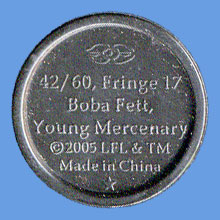 42/60, Fringe 17
Boba Fett,
Young Mercenary
©2005 LFL & TM
Made in China